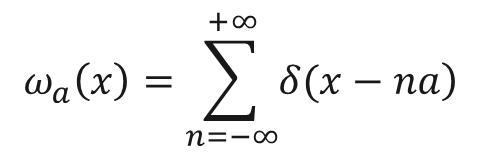 ωₐ(x) = ∑_{n=−∞}^{+∞} δ(x − na)